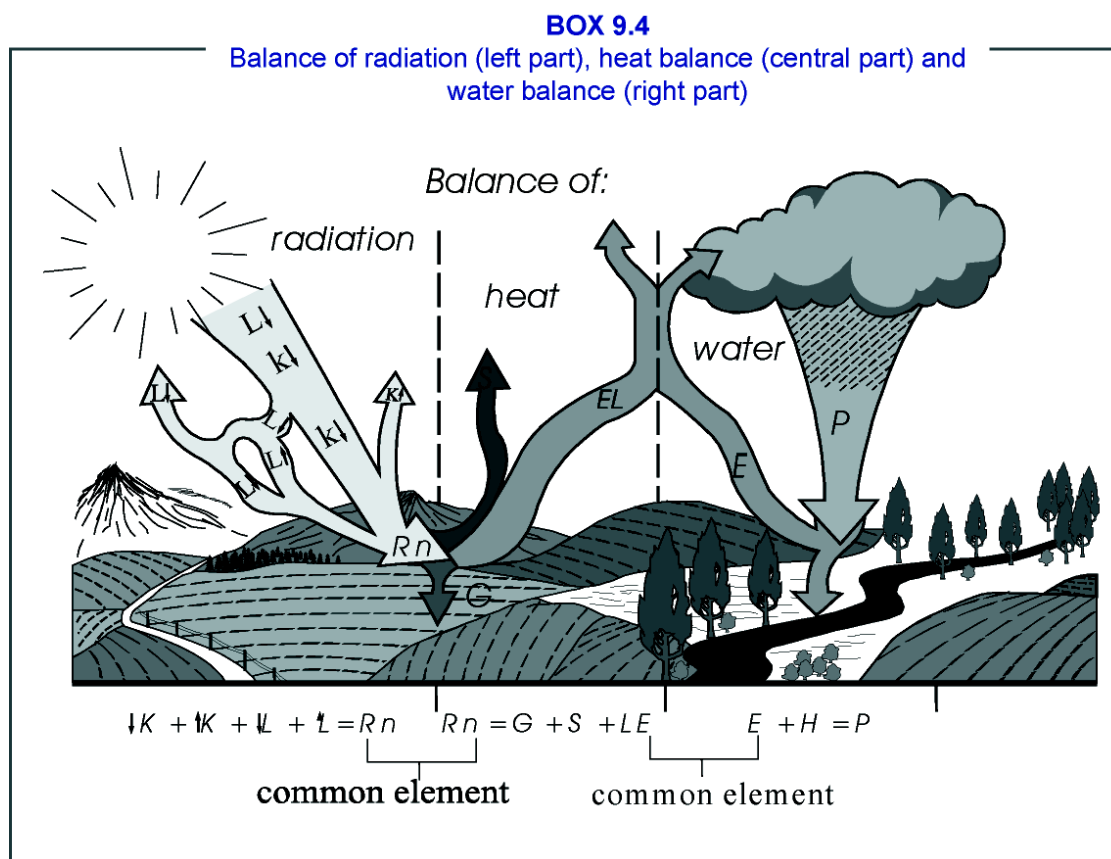 BOX 9.4
Balance of radiation (left part), heat balance (central part) and
water balance (right part)
Balance of:
radiation
heat
water
L↓
k↓
k↓
L
K
S
EL
E
P
L
L
L
Rn
G
↓K + ↑K + ↓L + ↑L = Rn
Rn = G + S + LE
E + H = P
common element
common element